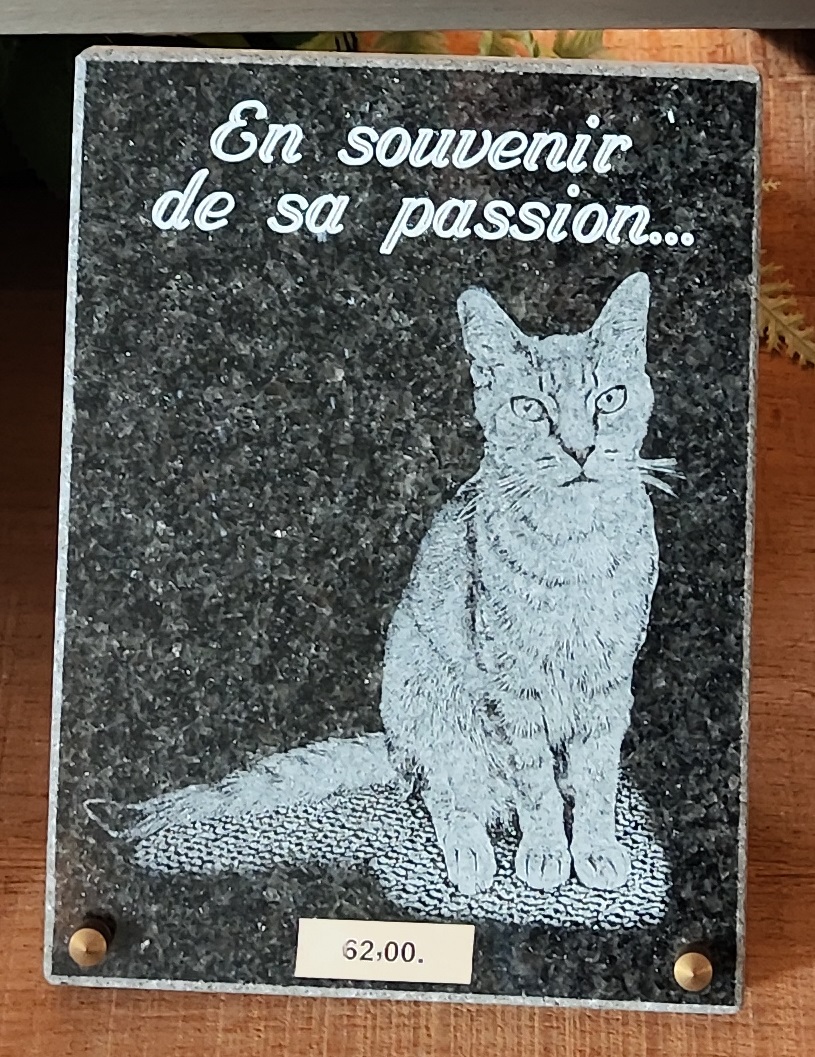 En souvenir
de sa passion...
62,00.